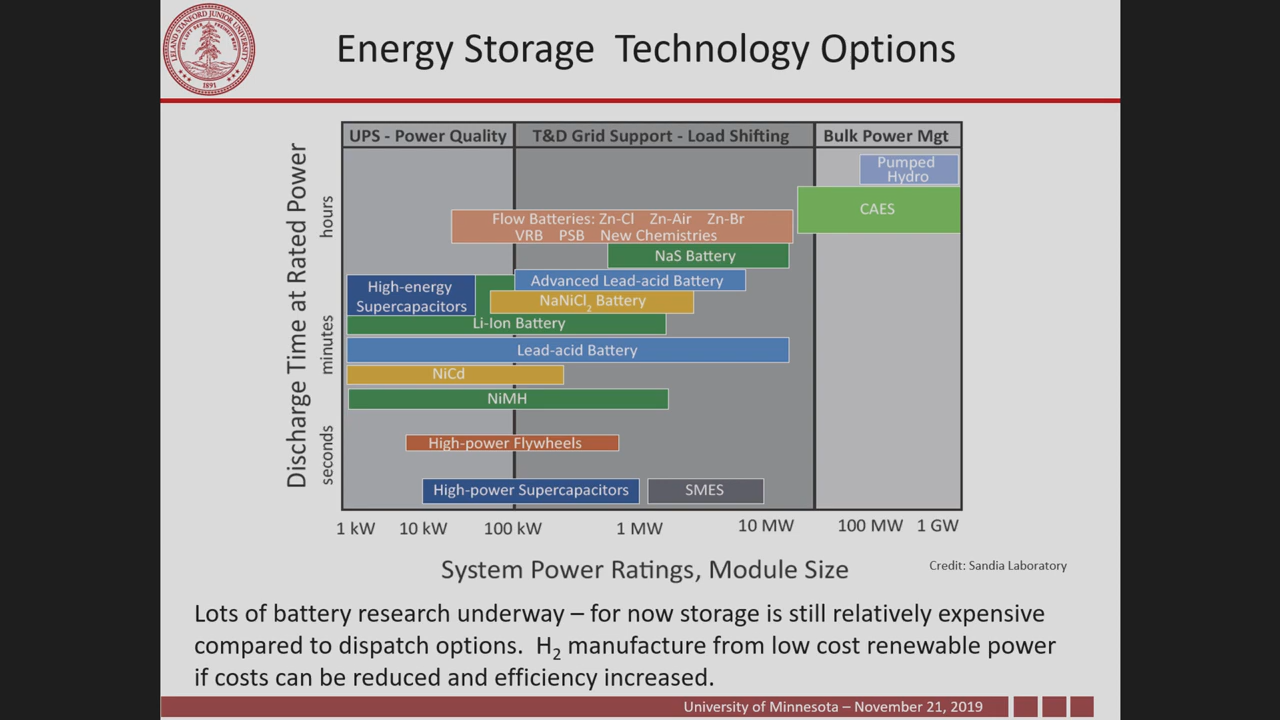 Energy Storage Technology Options
LELAND STANFORD JUNIOR UNIVERSITY
1891
UPS - Power Quality
T&D Grid Support - Load Shifting
Bulk Power Mgt
Discharge Time at Rated Power
hours
minutes
seconds
Pumped
Hydro
CAES
Flow Batteries: Zn-Cl Zn-Air Zn-Br
VRB PSB New Chemistries
NaS Battery
High-energy
Supercapacitors
Advanced Lead-acid Battery
NaNiCl₂ Battery
Li-Ion Battery
Lead-acid Battery
NiCd
NiMH
High-power Flywheels
High-power Supercapacitors
SMES
1 kW 10 kW 100 kW 1 MW 10 MW 100 MW 1 GW
System Power Ratings, Module Size
Credit: Sandia Laboratory
Lots of battery research underway – for now storage is still relatively expensive
compared to dispatch options. H₂ manufacture from low cost renewable power
if costs can be reduced and efficiency increased.
University of Minnesota – November 21, 2019